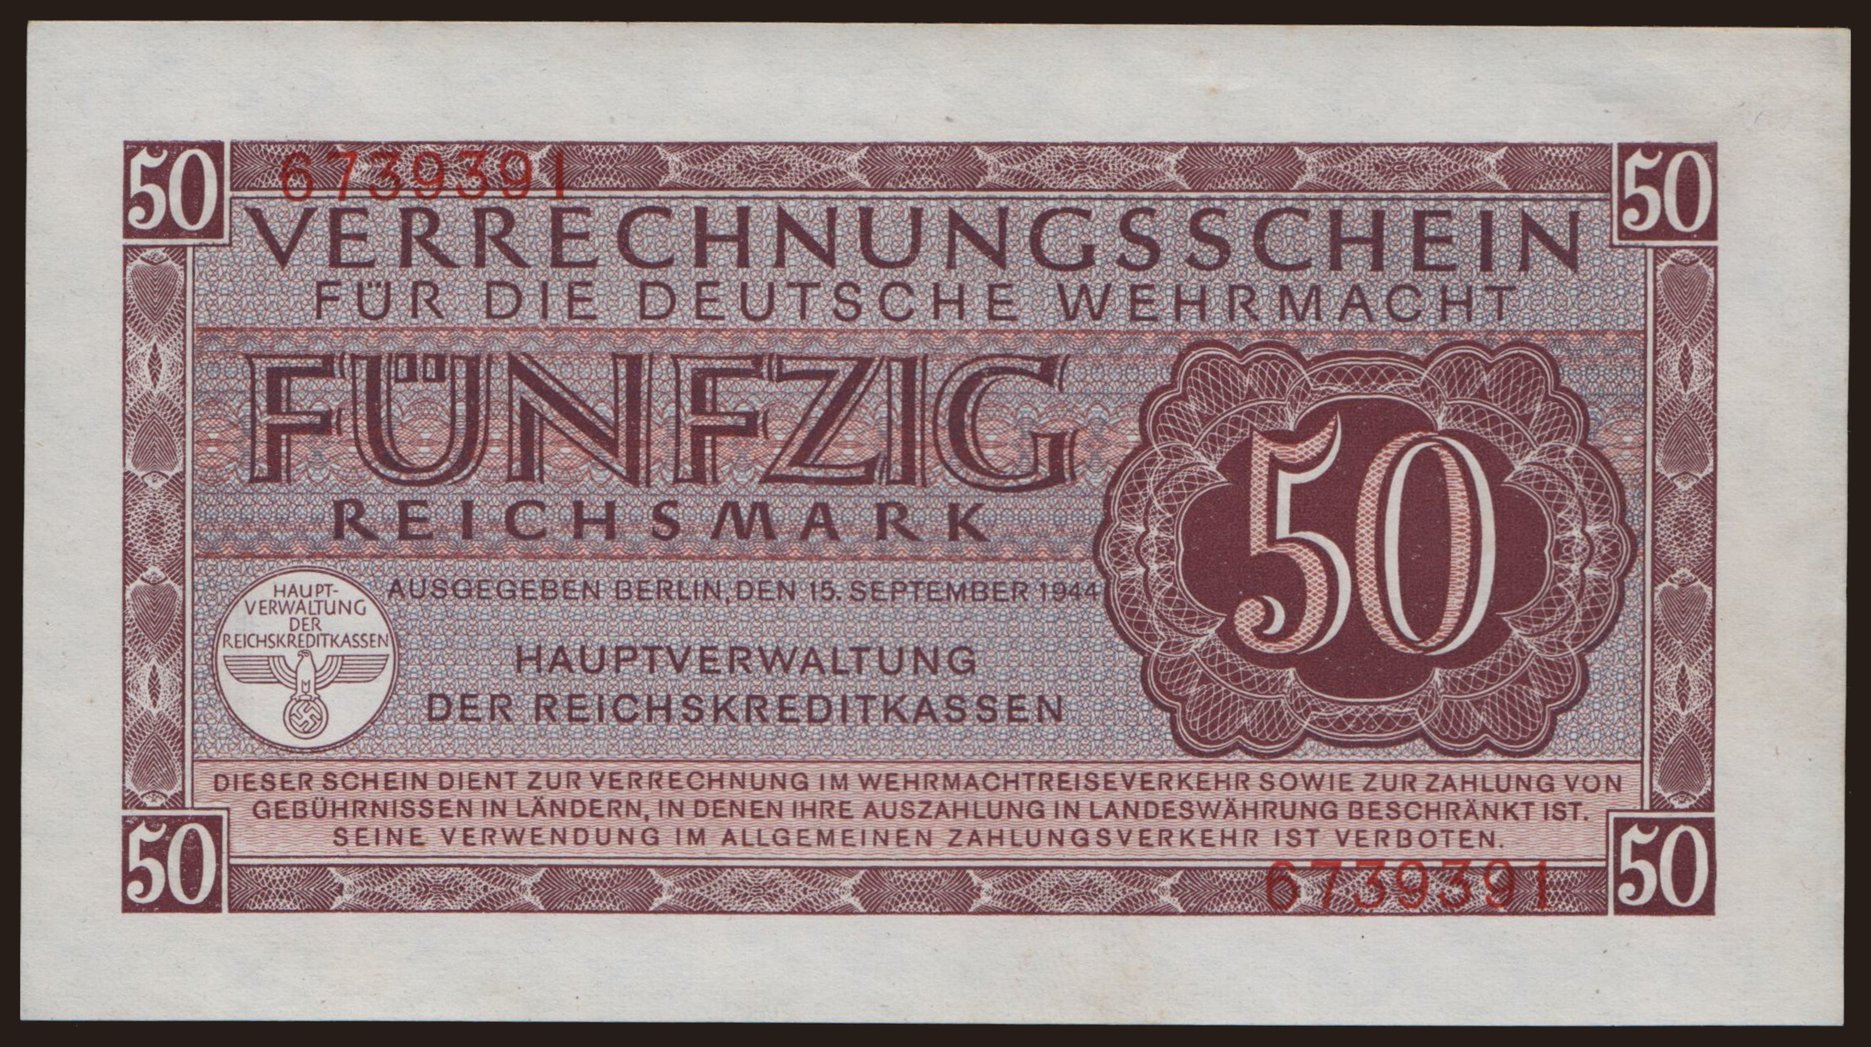 50
6739391
50
VERRECHNUNGSSCHEIN
FÜR DIE DEUTSCHE WEHRMACHT
FÜNFZIG
REICHSMARK
50
HAUPT-
VERWALTUNG
DER
REICHSKREDITKASSEN
M
AUSGEGEBEN BERLIN, DEN 15. SEPTEMBER 1944
HAUPTVERWALTUNG
DER REICHSKREDITKASSEN
DIESER SCHEIN DIENT ZUR VERRECHNUNG IM WEHRMACHTREISEVERKEHR SOWIE ZUR ZAHLUNG VON
GEBÜHRNISSEN IN LÄNDERN, IN DENEN IHRE AUSZAHLUNG IN LANDESWÄHRUNG BESCHRÄNKT IST.
SEINE VERWENDUNG IM ALLGEMEINEN ZAHLUNGSVERKEHR IST VERBOTEN.
50
6739391
50